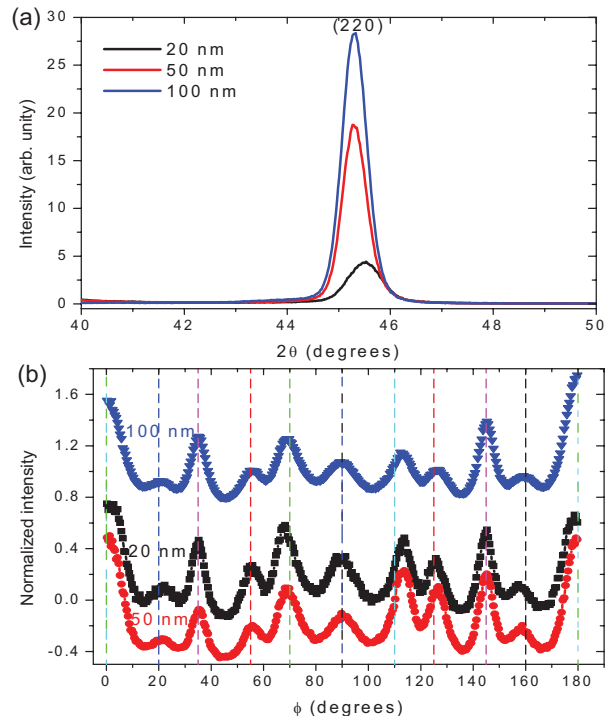 (a)
(220)
20 nm
50 nm
100 nm
Intensity (arb. unity)
30
25
20
15
10
5
0
40 42 44 46 48 50
2θ (degrees)
(b)
Normalized intensity
1.6
1.2
0.8
0.4
0.0
-0.4
100 nm
20 nm
50 nm
0 20 40 60 80 100 120 140 160 180
ϕ (degrees)